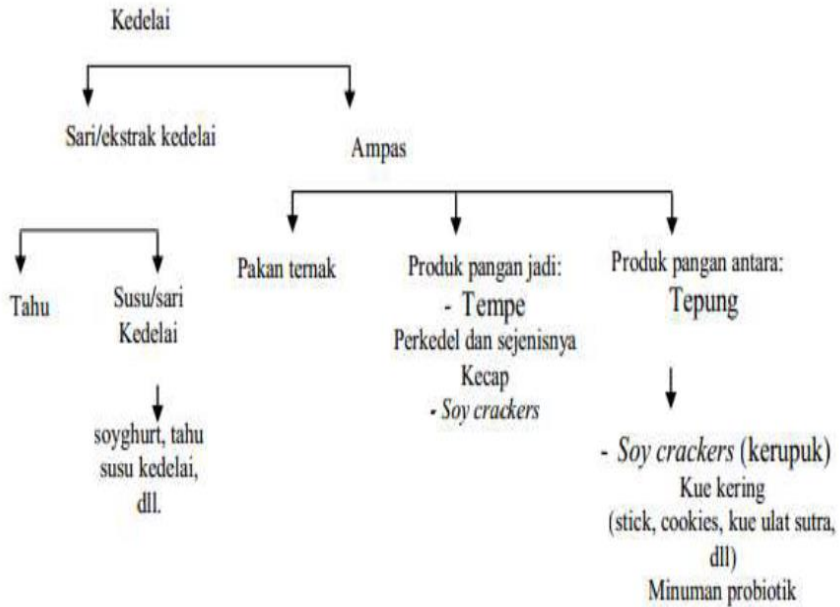 Kedelai
Sari/ekstrak kedelai
Ampas
Tahu
Susu/sari
Kedelai
Pakan ternak
Produk pangan jadi:
- Tempe
Perkedel dan sejenisnya
Kecap
- Soy crackers
Produk pangan antara:
Tepung
soyghurt, tahu
susu kedelai,
dll.
- Soy crackers (kerupuk)
Kue kering
(stick, cookies, kue ulat sutra,
dll)
Minuman probiotik